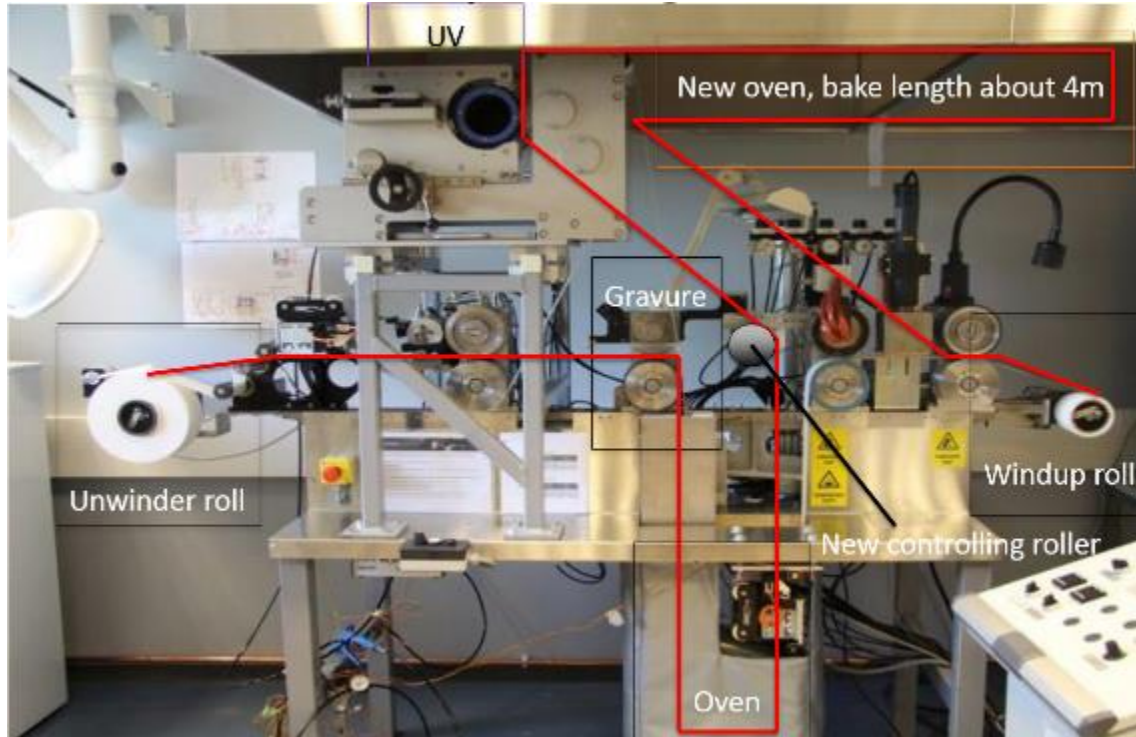 UV
New oven, bake length about 4m
Gravure
Unwinder roll
Windup roll
New controlling roller
Oven